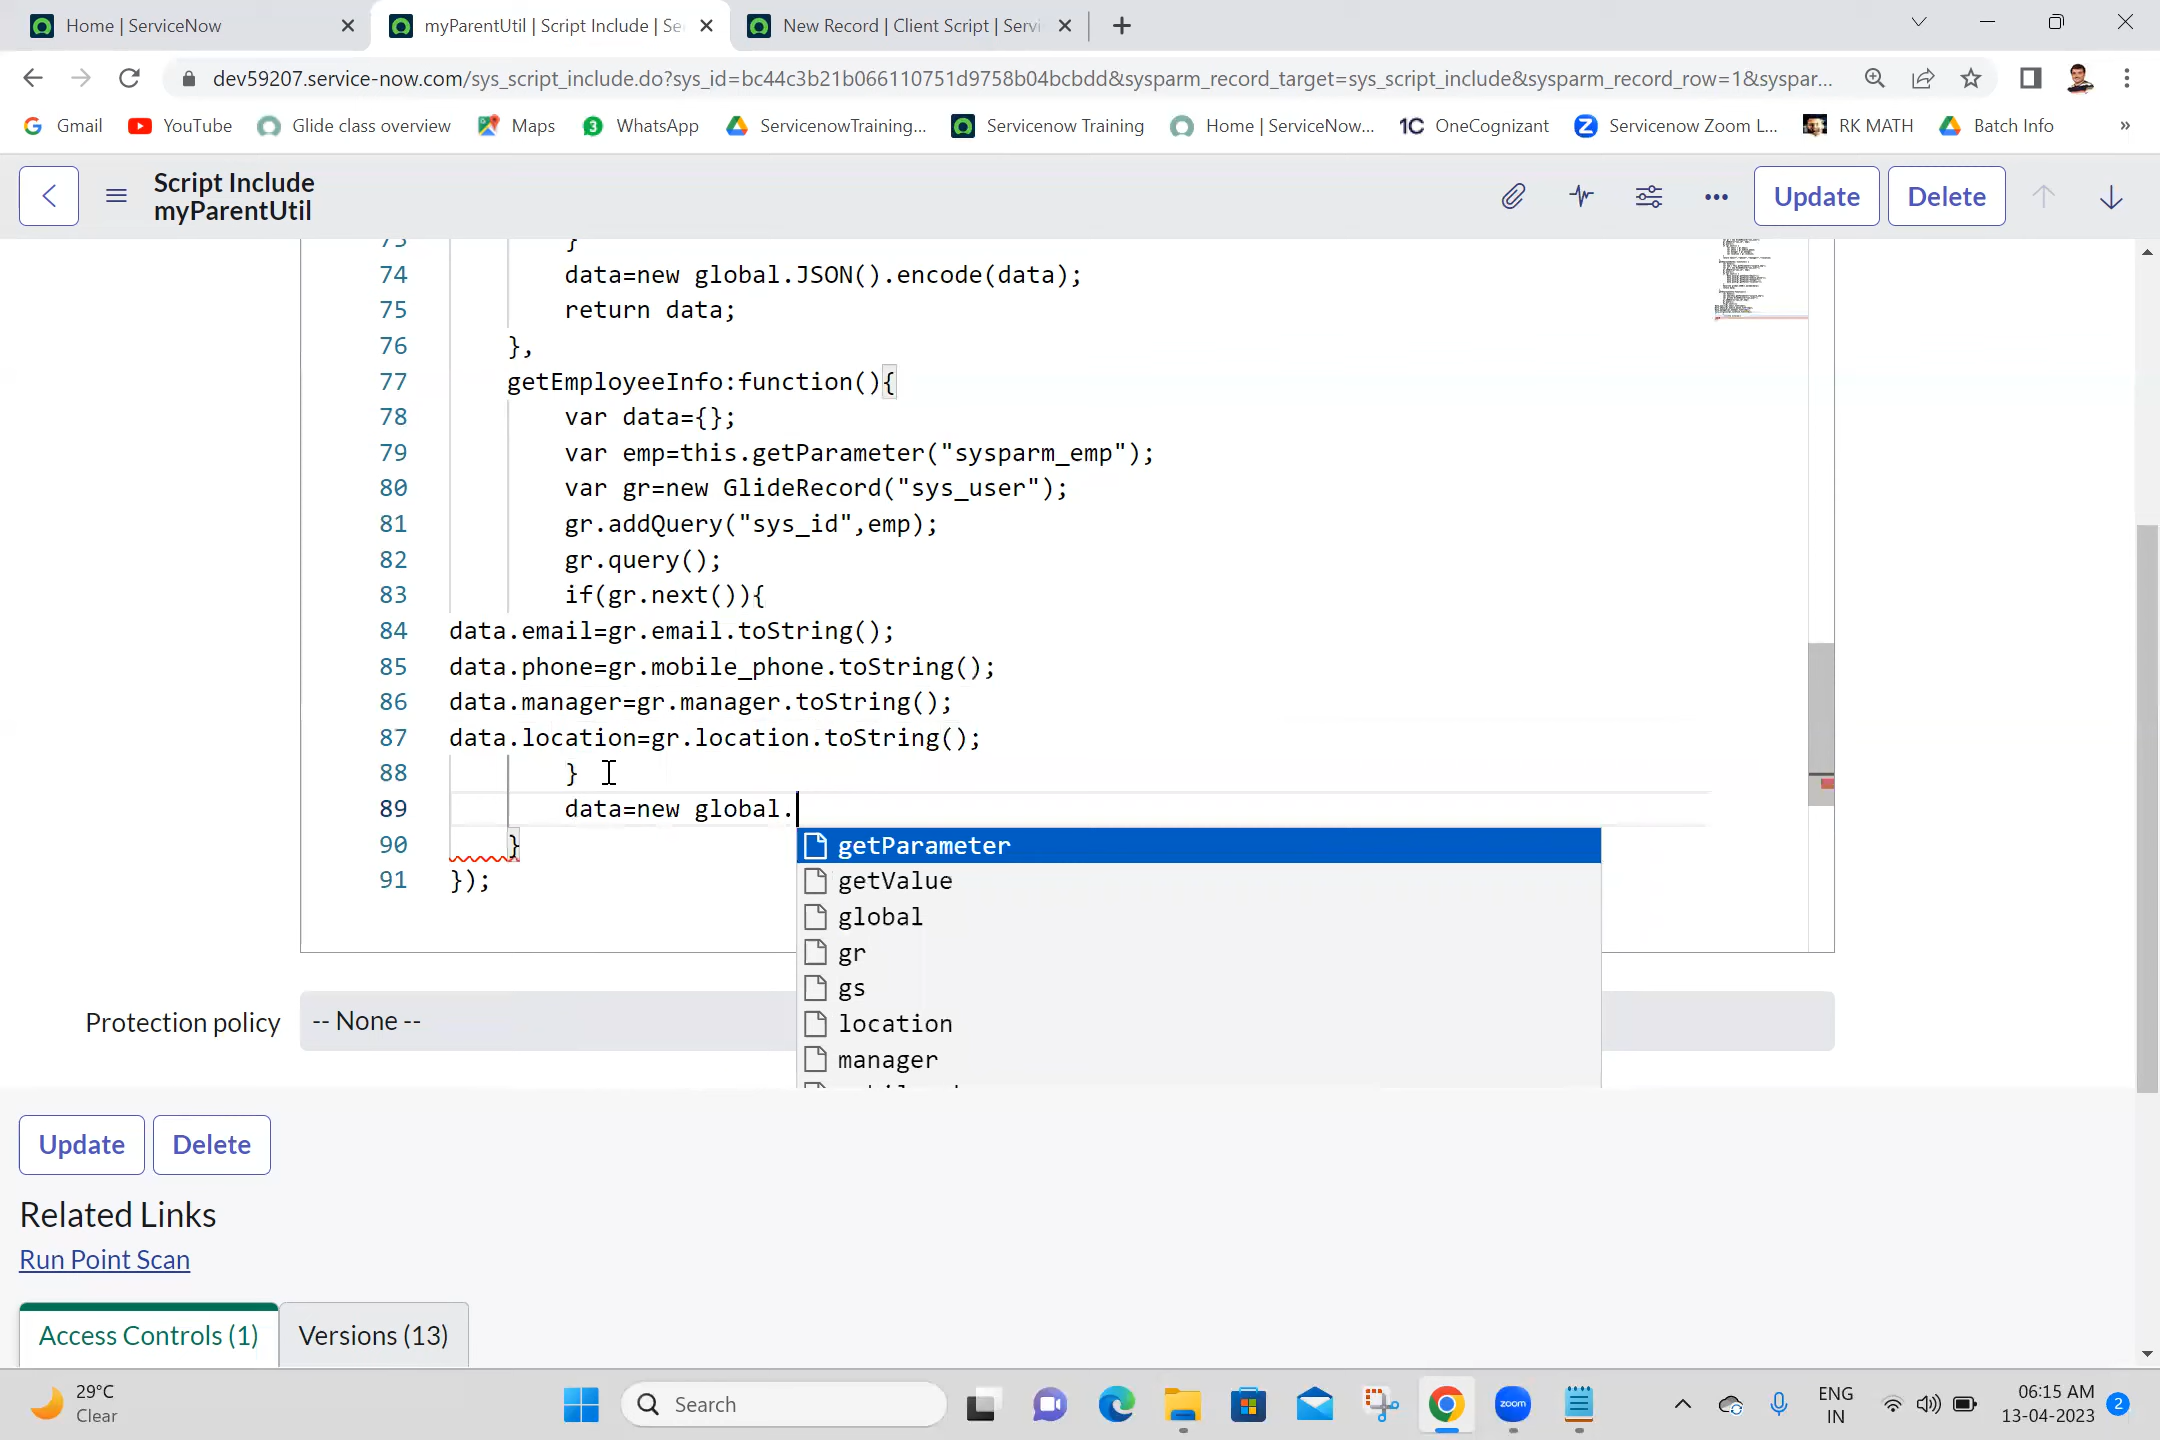 Home | ServiceNow
myParentUtil | Script Include | Se
New Record | Client Script | Servi
dev59207.service-now.com/sys_script_include.do?sys_id=bc44c3b21b066110751d9758b04bcbdd&sysparm_record_target=sys_script_include&sysparm_record_row=1&syspar...
Gmail
YouTube
Glide class overview
Maps
3
WhatsApp
ServicenowTraining...
Servicenow Training
Home | ServiceNow...
1C OneCognizant
Z Servicenow Zoom L...
RK MATH
Batch Info
»
Script Include
myParentUtil
Update
Delete
73 }
74 data=new global.JSON().encode(data);
75 return data;
76 },
77 getEmployeeInfo:function(){
78 var data={};
79 var emp=this.getParameter("sysparm_emp");
80 var gr=new GlideRecord("sys_user");
81 gr.addQuery("sys_id",emp);
82 gr.query();
83 if(gr.next()){
84 data.email=gr.email.toString();
85 data.phone=gr.mobile_phone.toString();
86 data.manager=gr.manager.toString();
87 data.location=gr.location.toString();
88 }
89 data=new global.
90 }
91 });
getParameter
getValue
global
gr
gs
location
manager
Protection policy
-- None --
Update
Delete
Related Links
Run Point Scan
Access Controls (1)
Versions (13)
29°C
Clear
Search
zoom
ENG
IN
06:15 AM
13-04-2023
2